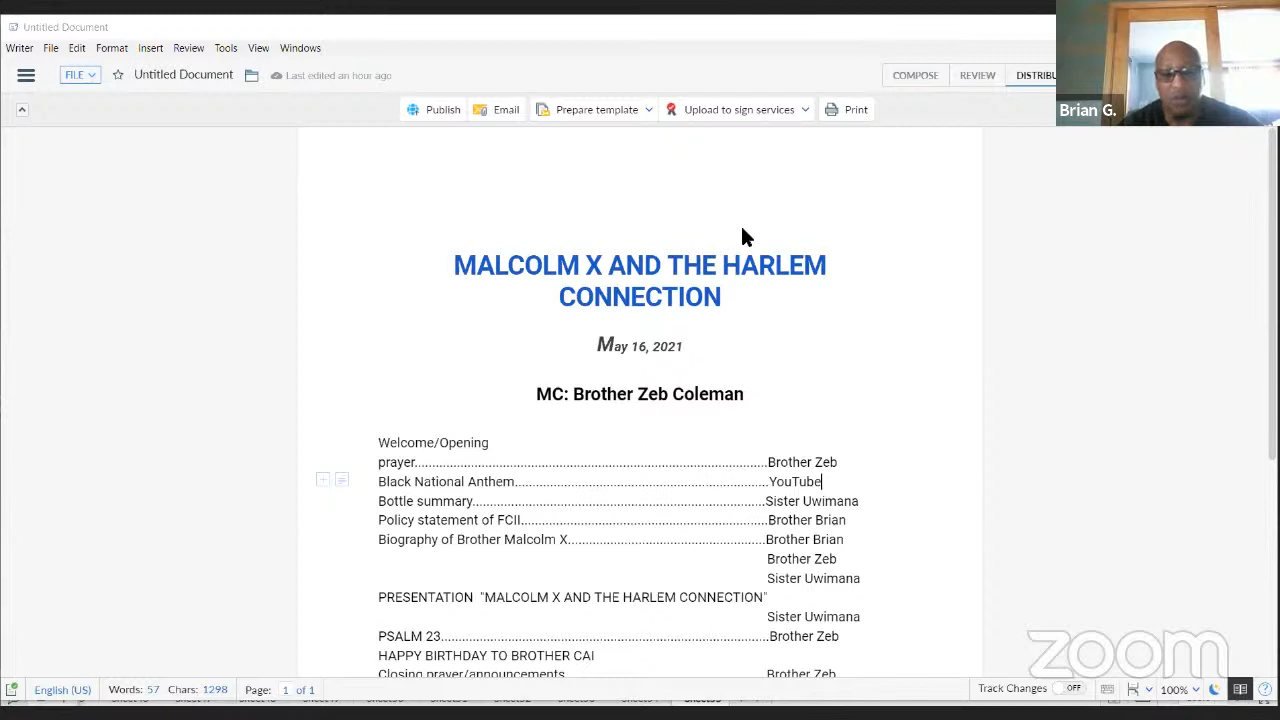 Untitled Document
Writer File Edit Format Insert Review Tools View Windows
FILE Untitled Document Last edited an hour ago COMPOSE REVIEW DISTRIBU
Publish Email Prepare template Upload to sign services Print
Brian G.
MALCOLM X AND THE HARLEM
CONNECTION
May 16, 2021
MC: Brother Zeb Coleman
Welcome/Opening
prayer....................................................................................................Brother Zeb
Black National Anthem........................................................................YouTube
Bottle summary...................................................................................Sister Uwimana
Policy statement of FCII......................................................................Brother Brian
Biography of Brother Malcolm X........................................................Brother Brian
Brother Zeb
Sister Uwimana
PRESENTATION "MALCOLM X AND THE HARLEM CONNECTION"
Sister Uwimana
PSALM 23.............................................................................................Brother Zeb
HAPPY BIRTHDAY TO BROTHER CAI
Closing prayer/announcements Brother Zeb
zoom
English (US) Words: 57 Chars: 1298 Page: 1 of 1 Track Changes OFF 100%